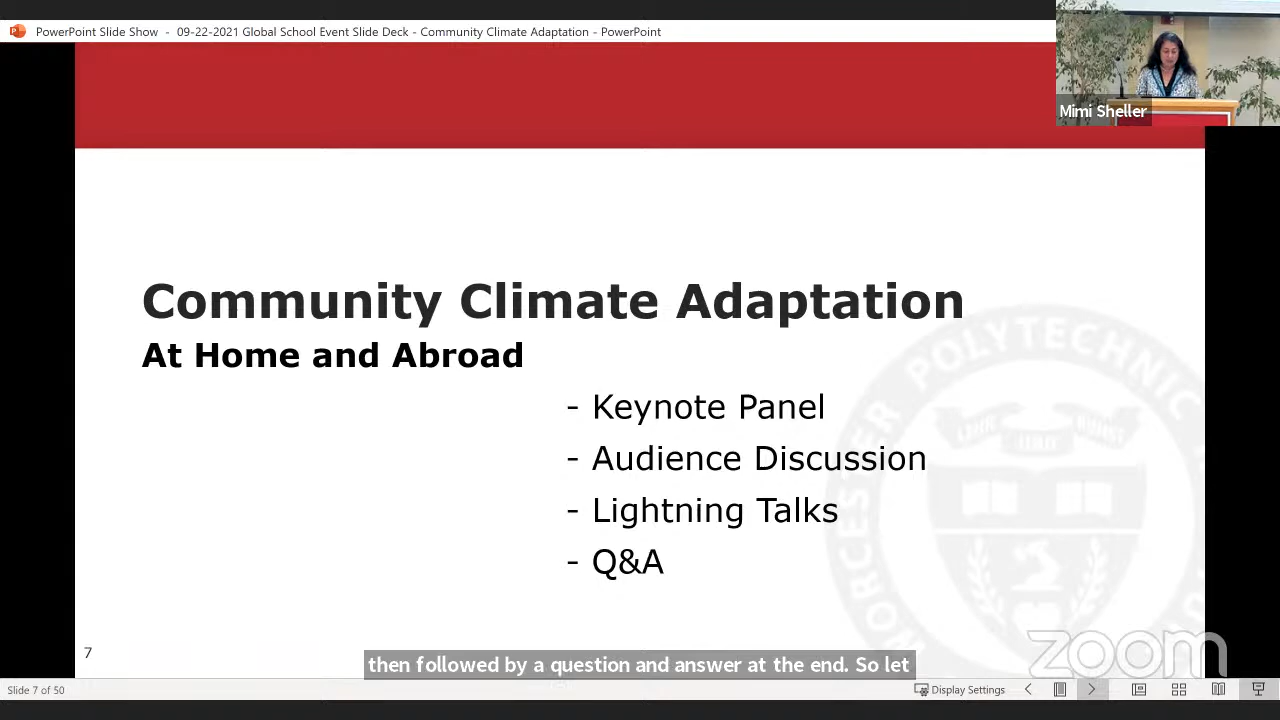 PowerPoint Slide Show - 09-22-2021 Global School Event Slide Deck - Community Climate Adaptation - PowerPoint
Mimi Sheller
Community Climate Adaptation
At Home and Abroad
- Keynote Panel
- Audience Discussion
- Lightning Talks
- Q&A
POLYTECHNIC
ORCESTER
7
zoom
then followed by a question and answer at the end. So let
Slide 7 of 50
Display Settings